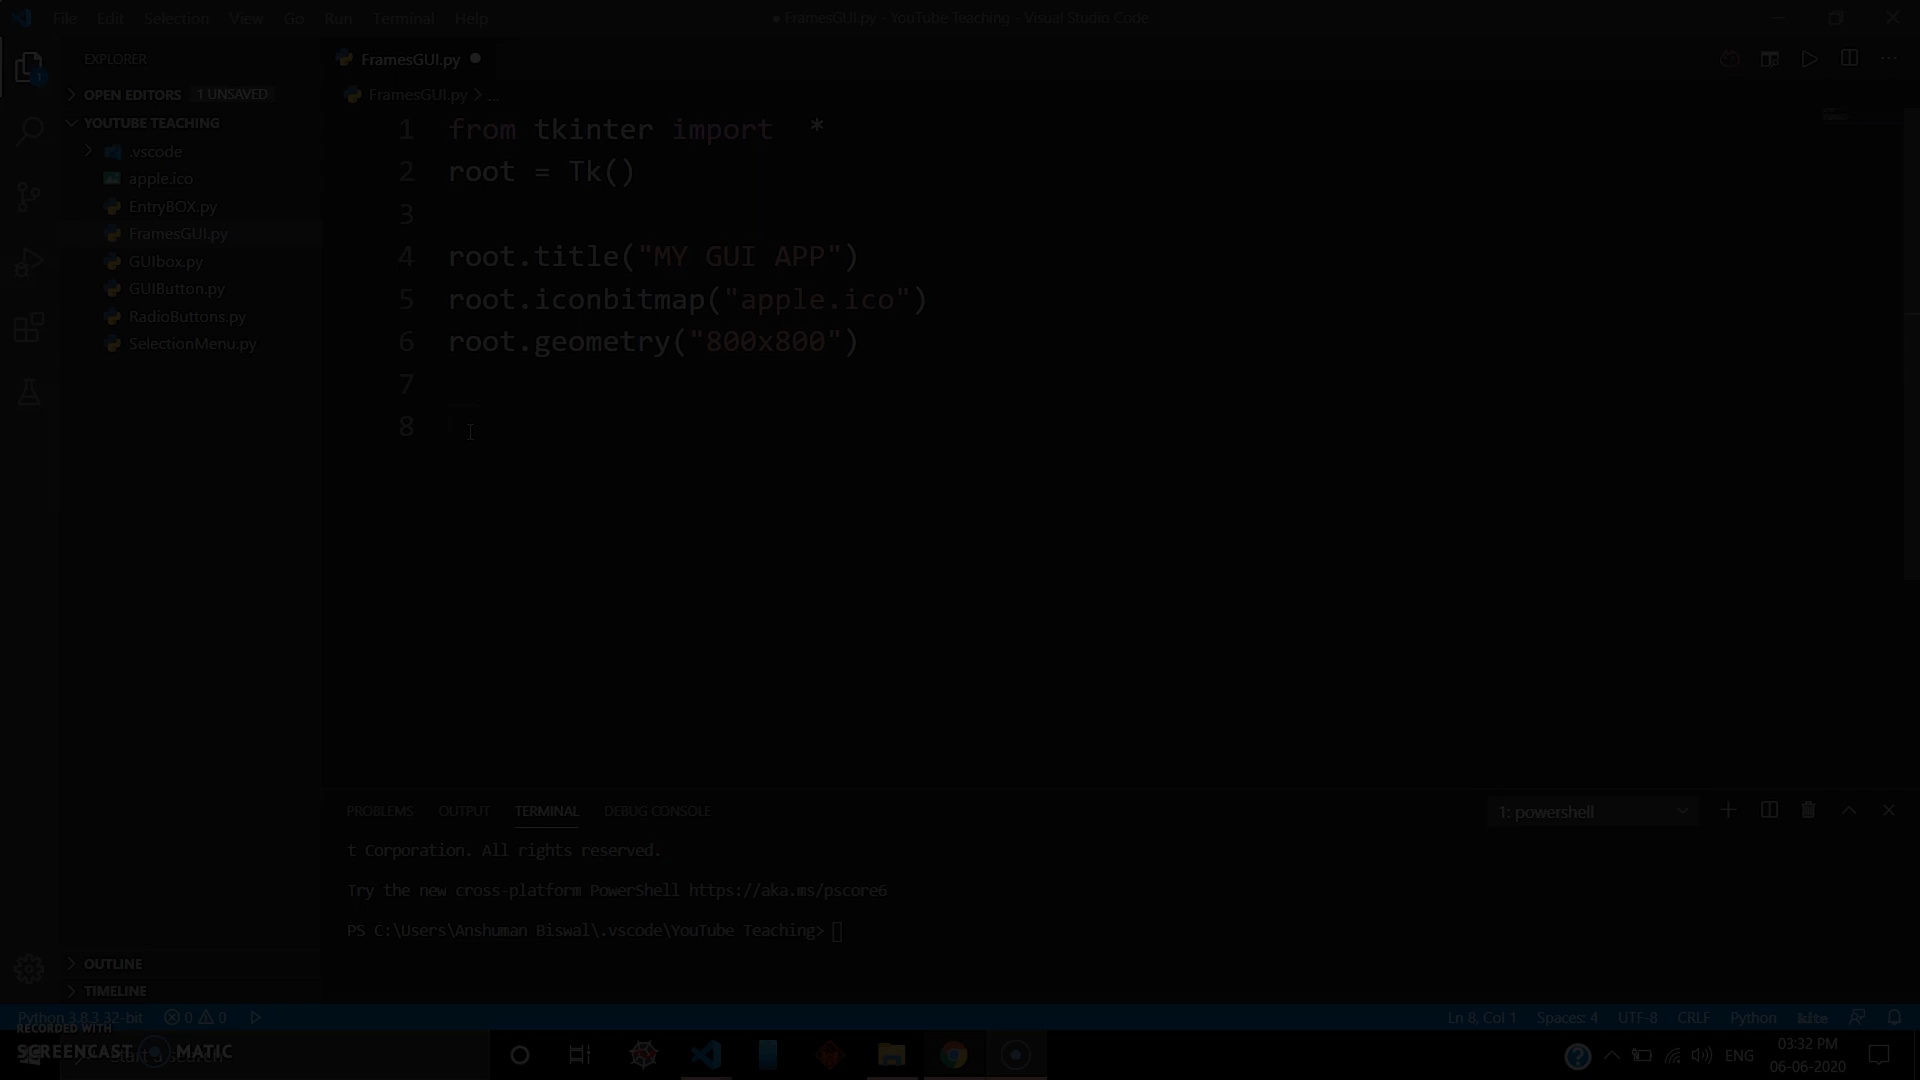 File Edit Selection View Go Run Terminal Help
● FramesGUI.py - YouTube Teaching - Visual Studio Code
EXPLORER
OPEN EDITORS 1 UNSAVED
YOUTUBE TEACHING
.vscode
apple.ico
EntryBOX.py
FramesGUI.py
GUIbox.py
GUIButton.py
RadioButtons.py
SelectionMenu.py
OUTLINE
TIMELINE
1
FramesGUI.py ●
FramesGUI.py > ...
1 from tkinter import *
2 root = Tk()
3
4 root.title("MY GUI APP")
5 root.iconbitmap("apple.ico")
6 root.geometry("800x800")
7
8
PROBLEMS OUTPUT TERMINAL DEBUG CONSOLE
1: powershell
t Corporation. All rights reserved.
Try the new cross-platform PowerShell https://aka.ms/pscore6
PS C:\Users\Anshuman Biswal\.vscode\YouTube Teaching>
Python 3.8.3 32-bit 0 0
Ln 8, Col 1 Spaces: 4 UTF-8 CRLF Python kite
RECORDED WITH
SCREENCAST MATIC
Start a search
ENG
03:32 PM
06-06-2020